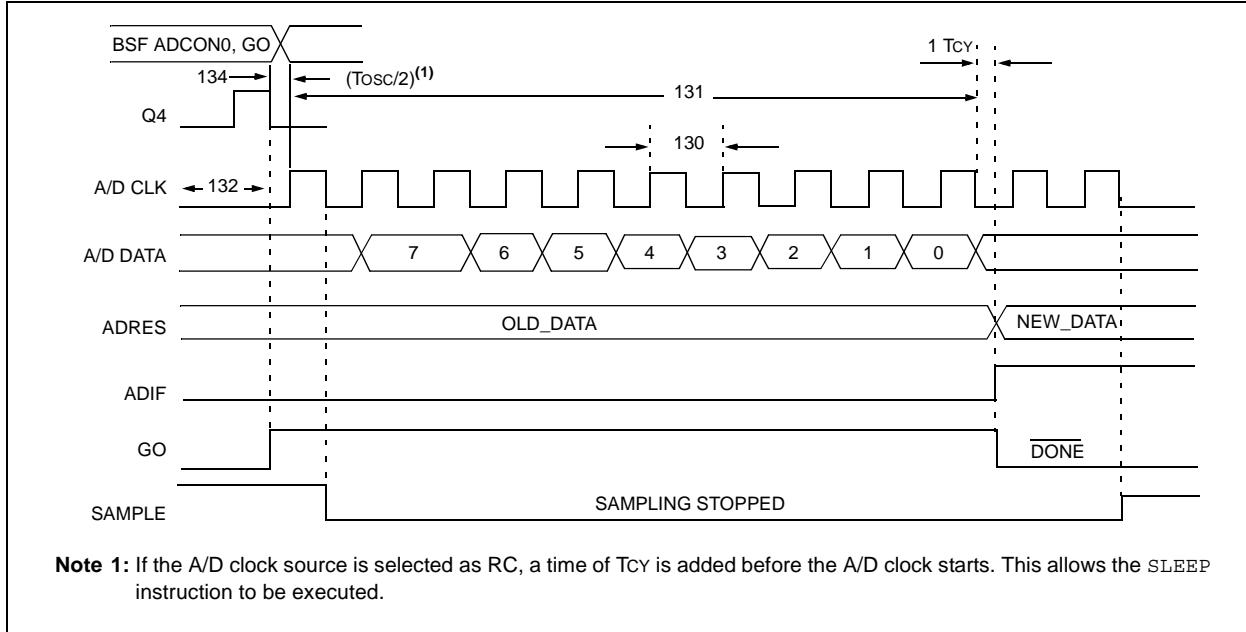 BSF ADCON0, GO
1 TCY
134
(TOSC/2)(1)
131
Q4
130
A/D CLK
132
A/D DATA
7
6
5
4
3
2
1
0
ADRES
OLD_DATA
NEW_DATA
ADIF
GO
DONE
SAMPLE
SAMPLING STOPPED
Note 1: If the A/D clock source is selected as RC, a time of TCY is added before the A/D clock starts. This allows the SLEEP
instruction to be executed.